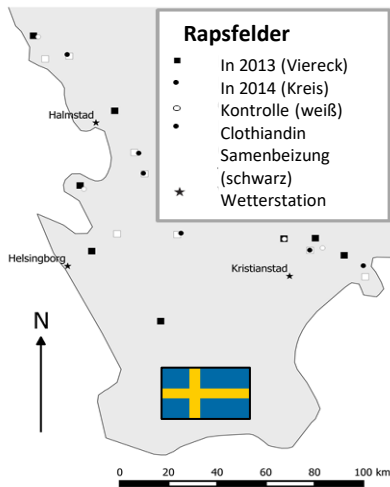 Rapsfelder
In 2013 (Viereck)
In 2014 (Kreis)
Kontrolle (weiß)
Clothiandin
Samenbeizung
(schwarz)
Wetterstation
Halmstad
Helsingborg
Kristianstad
N
0 20 40 60 80 100 km